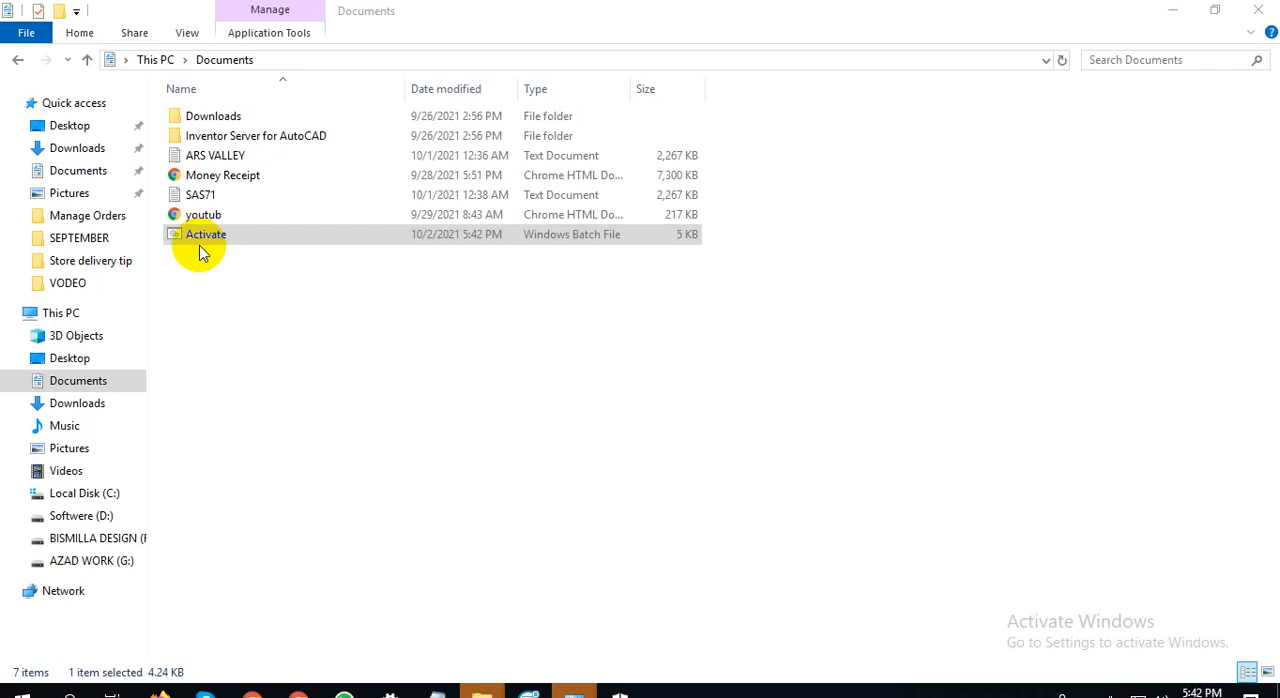 Manage
Documents
File
Home
Share
View
Application Tools
This PC
Documents
Search Documents
Name
Date modified
Type
Size
Downloads 9/26/2021 2:56 PM File folder
Inventor Server for AutoCAD 9/26/2021 2:56 PM File folder
ARS VALLEY 10/1/2021 12:36 AM Text Document 2,267 KB
Money Receipt 9/28/2021 5:51 PM Chrome HTML Do... 7,300 KB
SAS71 10/1/2021 12:38 AM Text Document 2,267 KB
youtub 9/29/2021 8:43 AM Chrome HTML Do... 217 KB
Activate 10/2/2021 5:42 PM Windows Batch File 5 KB
Quick access
Desktop
Downloads
Documents
Pictures
Manage Orders
SEPTEMBER
Store delivery tip
VODEO
This PC
3D Objects
Desktop
Documents
Downloads
Music
Pictures
Videos
Local Disk (C:)
Softwere (D:)
BISMILLA DESIGN (F
AZAD WORK (G:)
Network
Activate Windows
Go to Settings to activate Windows.
7 items
1 item selected 4.24 KB
5:42 PM